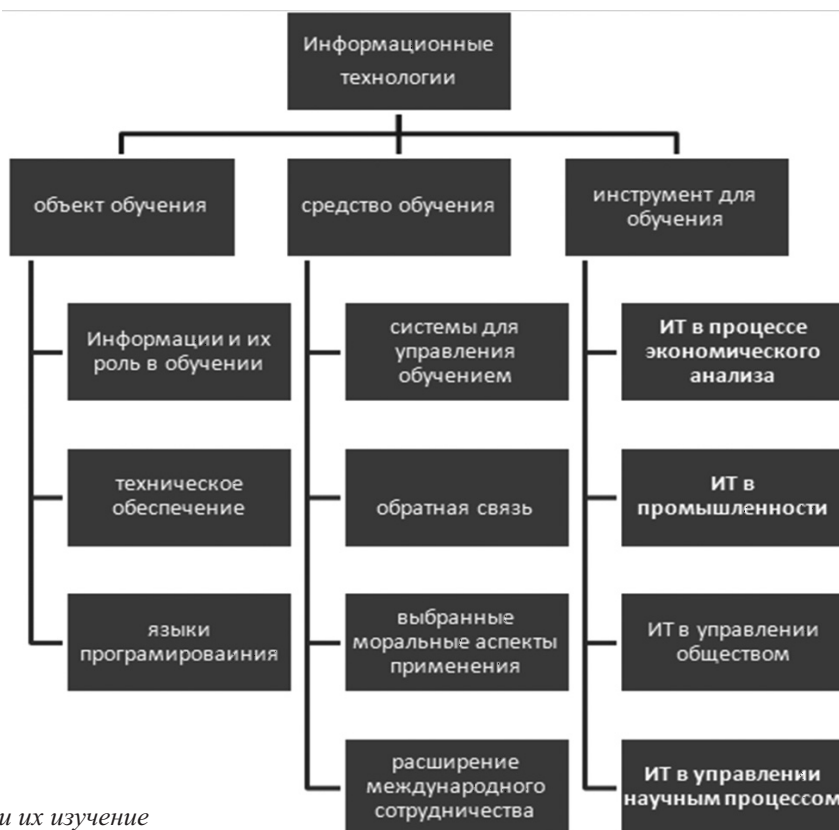 Информационные
технологии
объект обучения
средство обучения
инструмент для
обучения
Информации и их
роль в обучении
техническое
обеспечение
языки
програмироваиния
системы для
управления
обучением
обратная связь
выбранные
моральные аспекты
применения
расширение
международного
сотрудничества
ИТ в процессе
экономического
анализа
ИТ в
промышленности
ИТ в управлении
обществом
ИТ в управлении
научным процессом
и их изучение